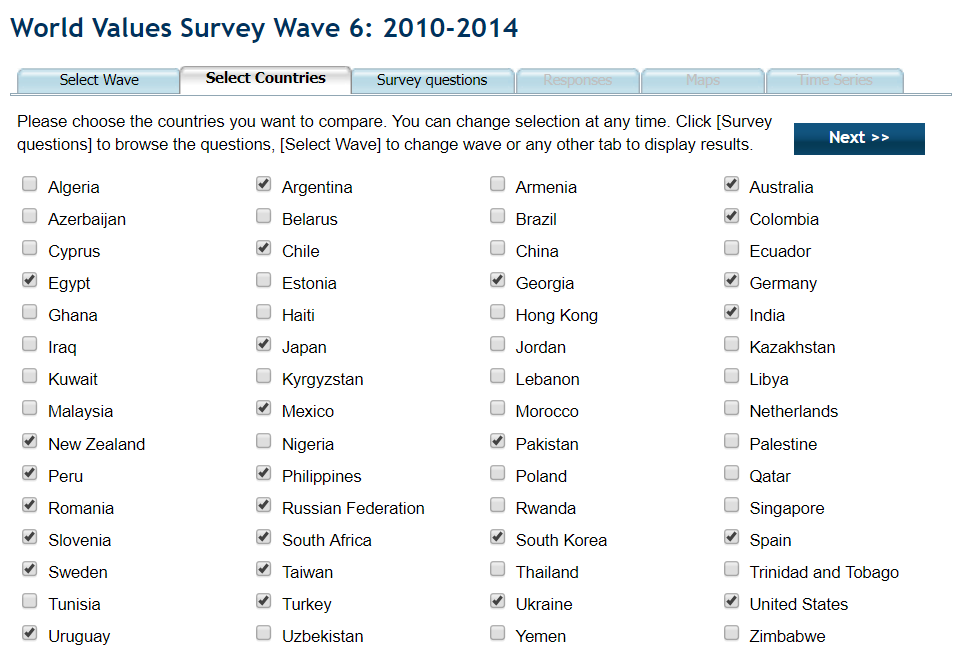 World Values Survey Wave 6: 2010-2014
Select Wave Select Countries Survey questions Responses Maps Time Series
Please choose the countries you want to compare. You can change selection at any time. Click [Survey
questions] to browse the questions, [Select Wave] to change wave or any other tab to display results.
Next >>
Algeria Argentina Armenia Australia
Azerbaijan Belarus Brazil Colombia
Cyprus Chile China Ecuador
Egypt Estonia Georgia Germany
Ghana Haiti Hong Kong India
Iraq Japan Jordan Kazakhstan
Kuwait Kyrgyzstan Lebanon Libya
Malaysia Mexico Morocco Netherlands
New Zealand Nigeria Pakistan Palestine
Peru Philippines Poland Qatar
Romania Russian Federation Rwanda Singapore
Slovenia South Africa South Korea Spain
Sweden Taiwan Thailand Trinidad and Tobago
Tunisia Turkey Ukraine United States
Uruguay Uzbekistan Yemen Zimbabwe